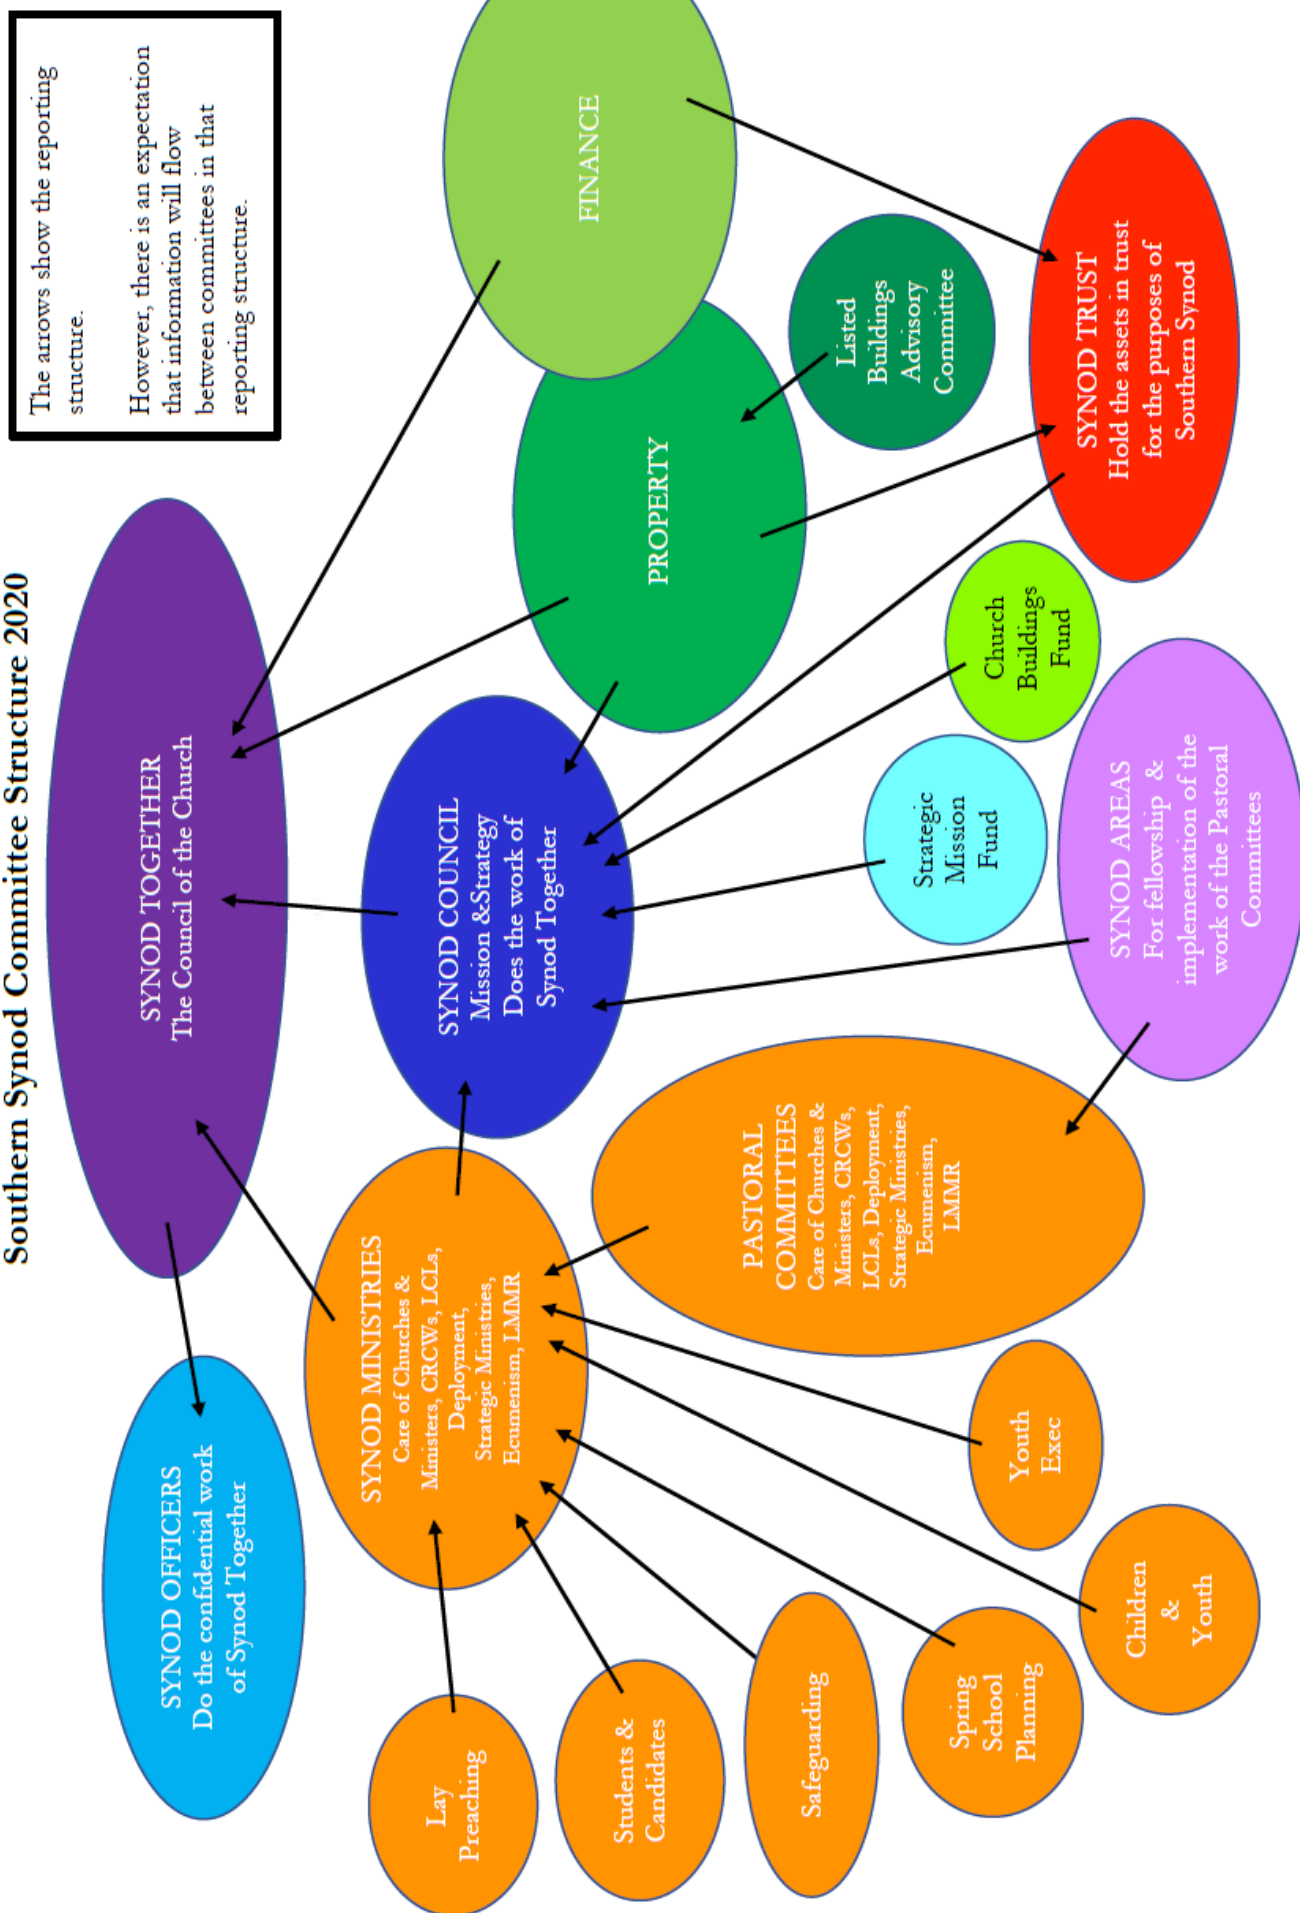 Southern Synod Committee Structure 2020
The arrows show the reporting
structure.
However, there is an expectation
that information will flow
between committees in that
reporting structure.
SYNOD OFFICERS
Do the confidential work
of Synod Together
SYNOD TOGETHER
The Council of the Church
SYNOD MINISTRIES
Care of Churches &
Ministers, CRCWs, LCLs,
Deployment,
Strategic Ministries,
Ecumenism, LMMR
SYNOD COUNCIL
Mission &Strategy
Does the work of
Synod Together
PROPERTY
FINANCE
Lay
Preaching
Students &
Candidates
Safeguarding
Spring
School
Planning
Children
&
Youth
Youth
Exec
PASTORAL
COMMITTEES
Care of Churches &
Ministers, CRCWs,
LCLs, Deployment,
Strategic Ministries,
Ecumenism,
LMMR
Strategic
Mission
Fund
Church
Buildings
Fund
Listed
Buildings
Advisory
Committee
SYNOD AREAS
For fellowship &
implementation of the
work of the Pastoral
Committees
SYNOD TRUST
Hold the assets in trust
for the purposes of
Southern Synod